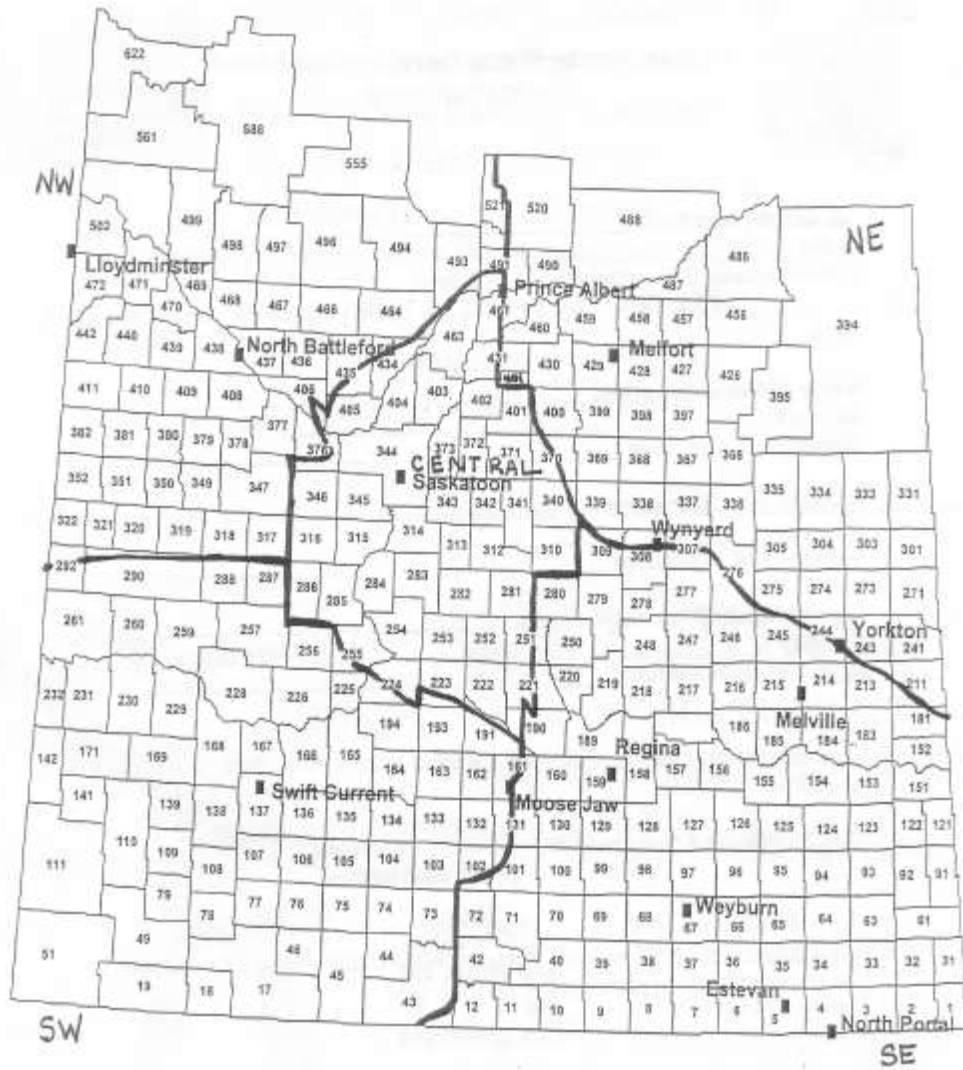 622
561 588
555
NW
521 520 488
502 499 486
NE
498 497 496 494 493 491 490 487
Lloydminster
472 471 469 Prince Albert
470 468 467 466 464 461 459 458 457 456
394
442 440 439 438 North Battleford 463 460
437 436 435 434 431 430 429 Melfort
428 427 426
411 410 409 408 406 405 404 403 402 401 400 399 398 397 395
377
382 381 380 379 378 376 344 373 372 371 370 369 368 367 366
CENTRAL
Saskatoon
352 351 350 349 347 346 345 343 342 341 340 339 338 337 336 335 334 333 331
322 321 320 319 318 317 316 315 314 313 312 310 309 308 307 305 304 303 301
Wynyard
292 290 288 287 286 285 284 283 282 281 280 279 278 277 276 275 274 273 271
261 260 259 257 256 255 254 253 252 251 250 248 247 246 245 244 243 241
Yorkton
232 231 230 229 228 226 225 224 223 222 221 220 219 218 217 216 215 214 213 211
Melville
194 193 191 190 189 186 185 184 183 181
Regina
142 171 169 168 167 166 165 164 163 162 161 160 159 158 157 156 155 154 153 152 151
Swift Current Moose Jaw
141 139 138 137 136 135 134 133 132 131 130 129 128 127 126 125 124 123 122 121
111 110 109 108 107 106 105 104 103 102 101 100 99 98 97 96 95 94 93 92 91
79 78 77 76 75 74 73 72 71 70 69 68 67 66 65 64 63 61
Weyburn
51 49 46 45 44 42 40 39 38 37 36 35 34 33 32 31
Estevan
19 18 17 43 12 11 10 9 8 7 6 5 4 3 2 1
North Portal
SW
SE